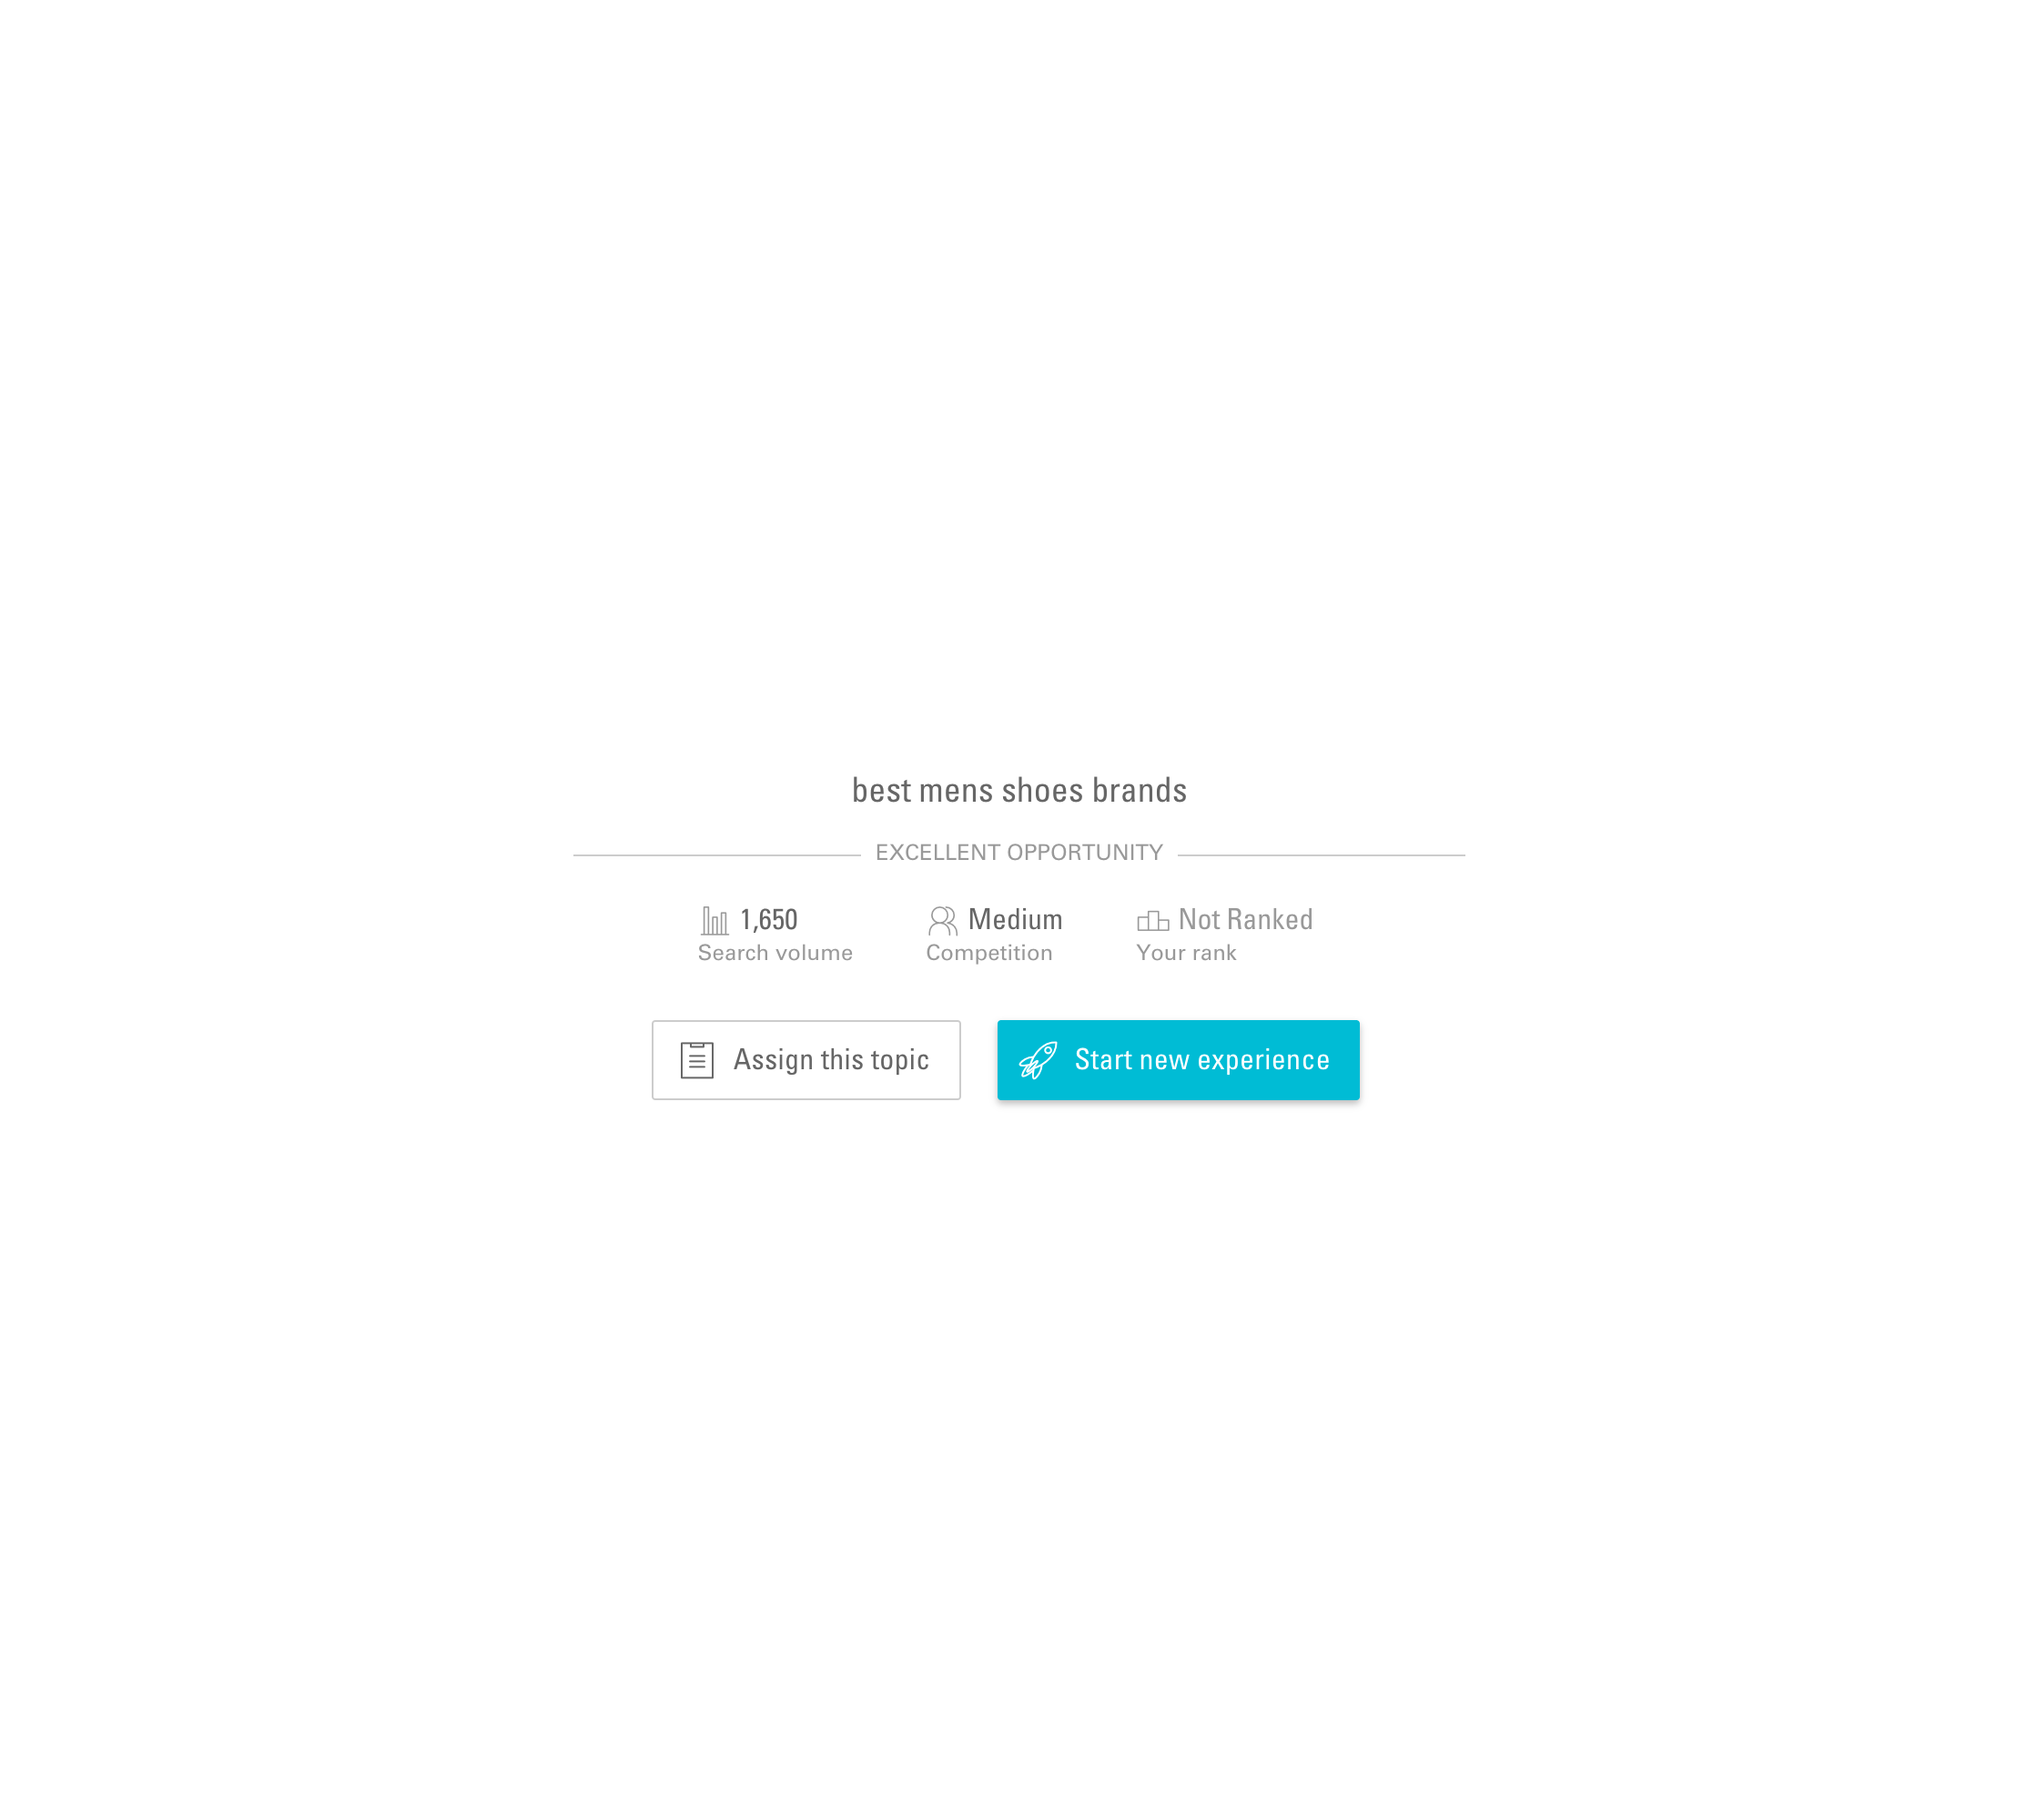 best mens shoes brands
EXCELLENT OPPORTUNITY
1,650 Medium Not Ranked
Search volume Competition Your rank
Assign this topic Start new experience